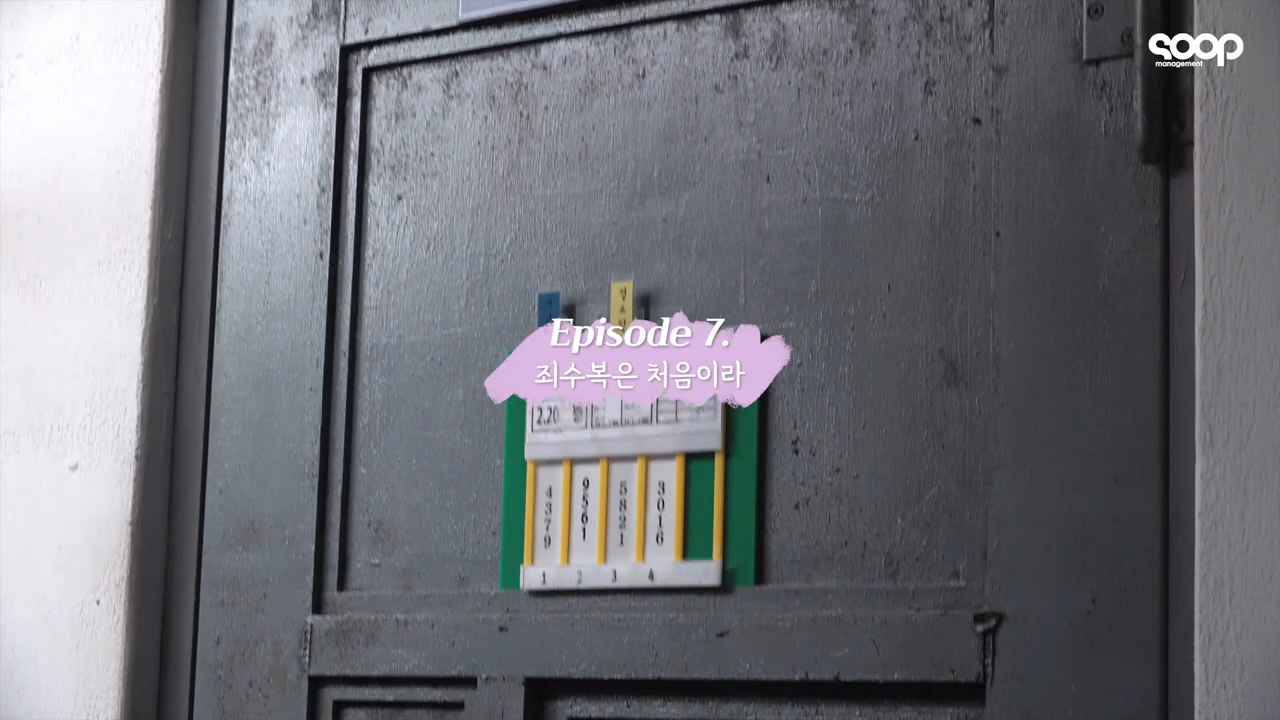 soop
management
Episode 7.
죄수복은 처음이라
2.20
4379
9561
5821
3016
1 2 3 4